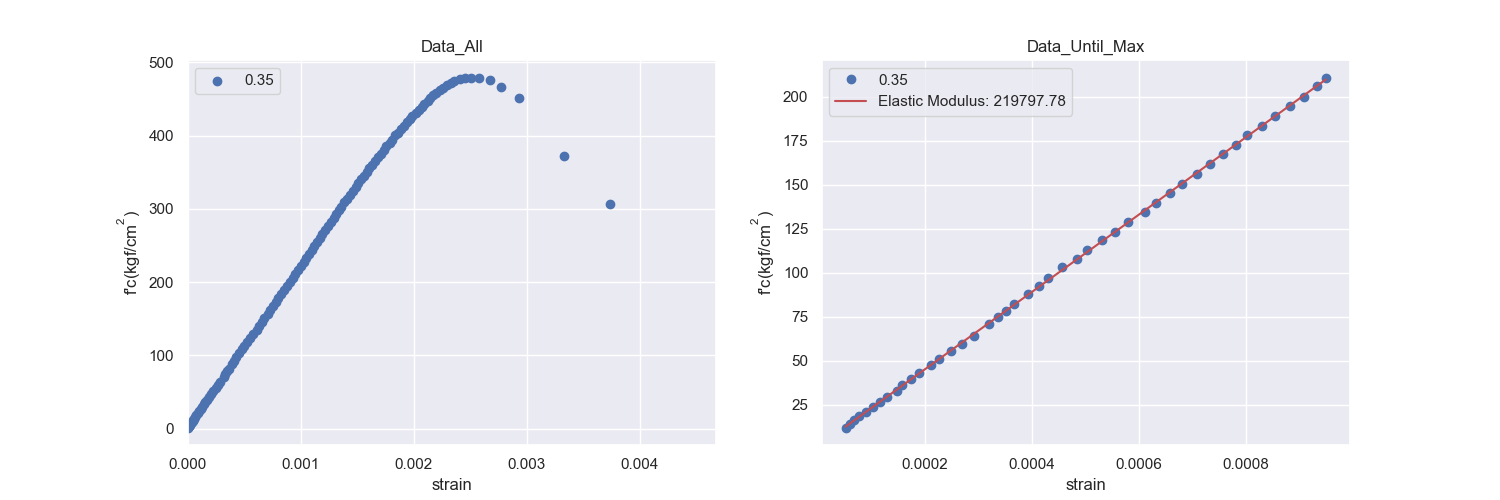 Data_All
0.35
500
400
300
200
100
0
f'c(kgf/cm²)
0.000 0.001 0.002 0.003 0.004
strain
Data_Until_Max
0.35
Elastic Modulus: 219797.78
200
175
150
125
100
75
50
25
f'c(kgf/cm²)
0.0002 0.0004 0.0006 0.0008
strain